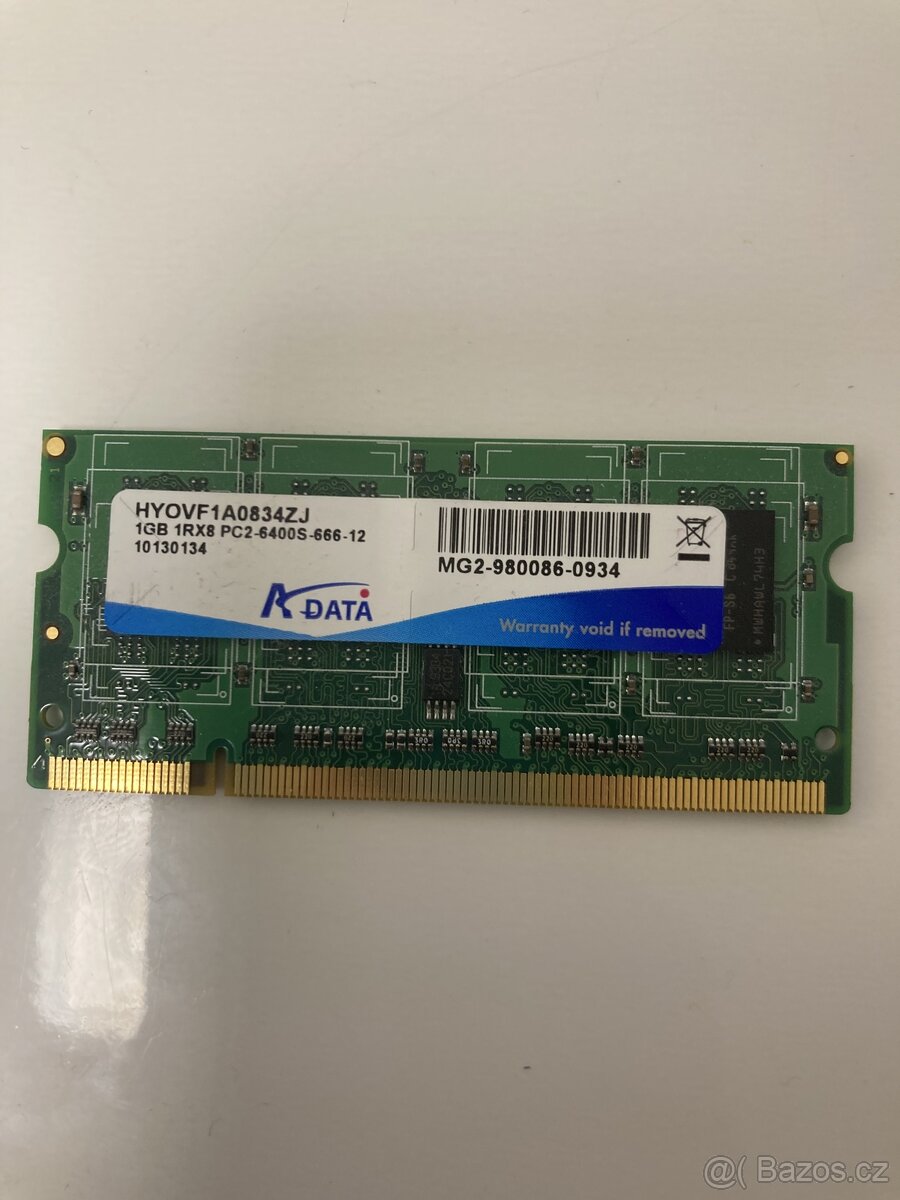 HYOVF1A0834ZJ
1GB 1RX8 PC2-6400S-666-12
10130134
MG2-980086-0934
ADATA
Warranty void if removed
@( Bazos.cz